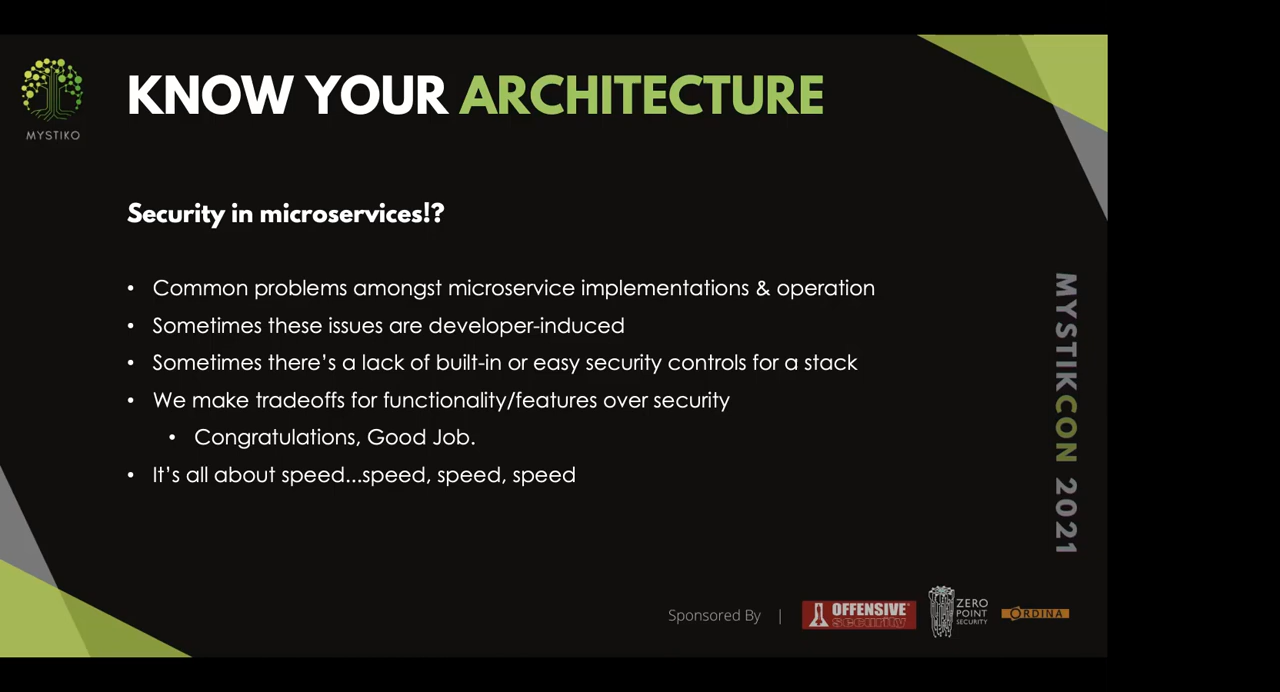 MYSTIKO
KNOW YOUR ARCHITECTURE
Security in microservices!?
• Common problems amongst microservice implementations & operation
• Sometimes these issues are developer-induced
• Sometimes there's a lack of built-in or easy security controls for a stack
• We make tradeoffs for functionality/features over security
• Congratulations, Good Job.
• It's all about speed...speed, speed, speed
MYSTIKCON 2021
Sponsored By |
OFFENSIVE
security
ZERO
POINT
SECURITY
ORDINA